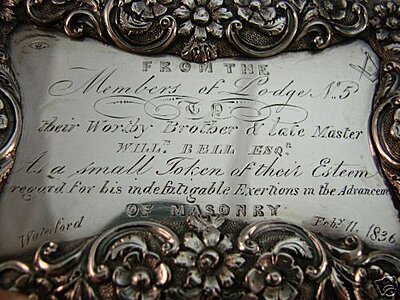 FROM THE
Members of Lodge No. 5
TO
their Worthy Brother & late Master
WILLM. BELL ESQR.
As a small Token of their Esteem
regard for his indefatigable Exertions in the Advancemen
OF MASONRY
Waterford Feby. 11. 1836